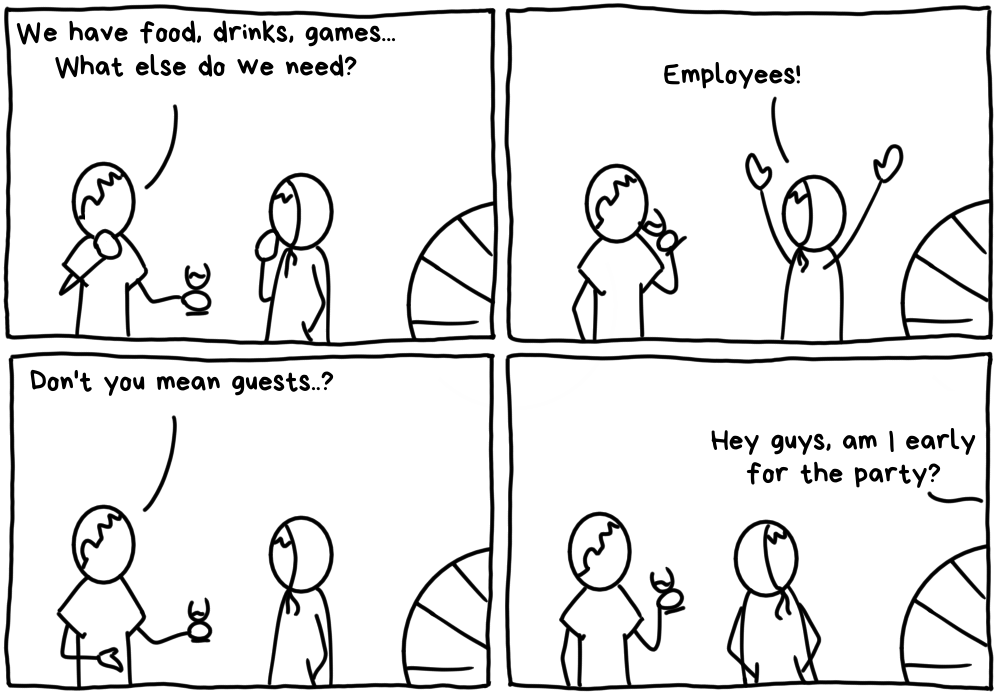 We have food, drinks, games...
What else do we need?
Employees!
Don't you mean guests..?
Hey guys, am I early
for the party?